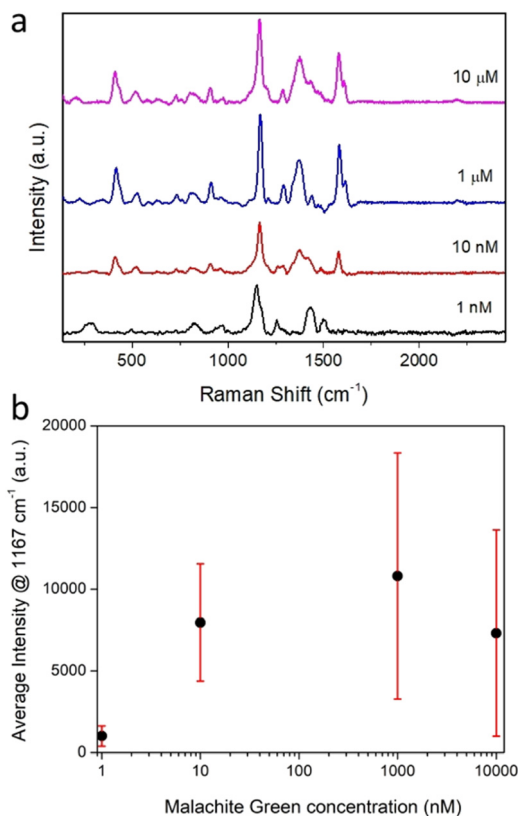 a
10 µM
1 µM
10 nM
1 nM
Intensity (a.u.)
500 1000 1500 2000
Raman Shift (cm⁻¹)
b
20000
15000
10000
5000
0
Average Intensity @ 1167 cm⁻¹ (a.u.)
1 10 100 1000 10000
Malachite Green concentration (nM)